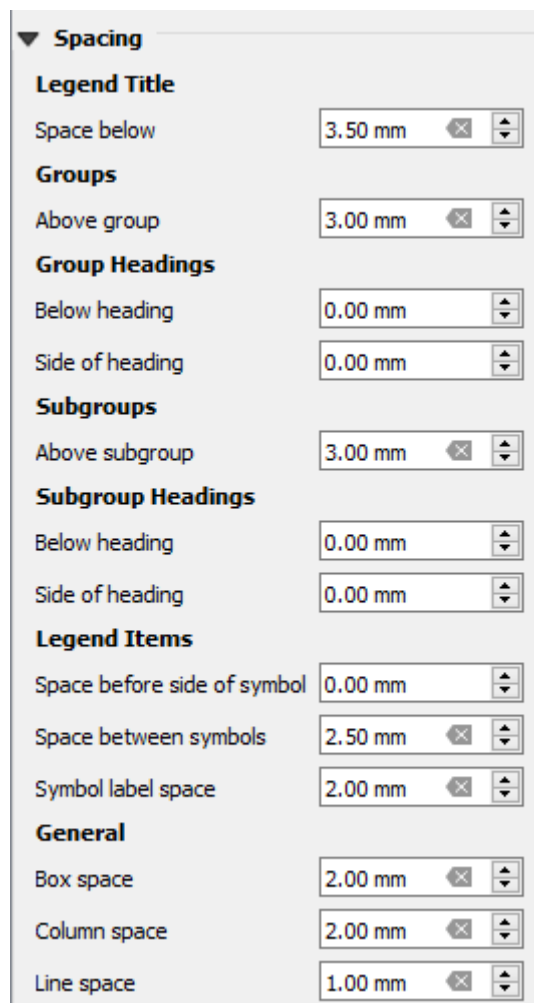 Spacing
Legend Title
Space below 3.50 mm
Groups
Above group 3.00 mm
Group Headings
Below heading 0.00 mm
Side of heading 0.00 mm
Subgroups
Above subgroup 3.00 mm
Subgroup Headings
Below heading 0.00 mm
Side of heading 0.00 mm
Legend Items
Space before side of symbol 0.00 mm
Space between symbols 2.50 mm
Symbol label space 2.00 mm
General
Box space 2.00 mm
Column space 2.00 mm
Line space 1.00 mm